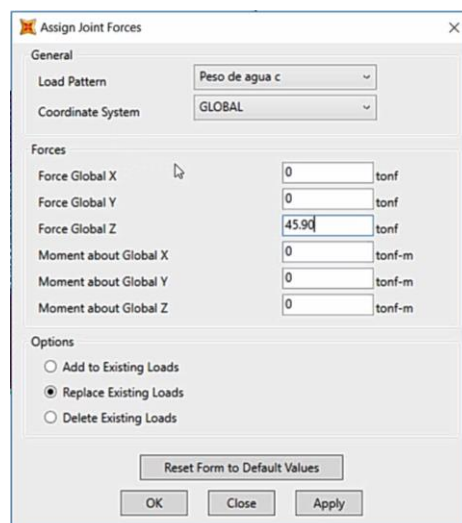 Assign Joint Forces
General
Load Pattern Peso de agua c
Coordinate System GLOBAL
Forces
Force Global X 0 tonf
Force Global Y 0 tonf
Force Global Z 45.90 tonf
Moment about Global X 0 tonf-m
Moment about Global Y 0 tonf-m
Moment about Global Z 0 tonf-m
Options
Add to Existing Loads
Replace Existing Loads
Delete Existing Loads
Reset Form to Default Values
OK Close Apply